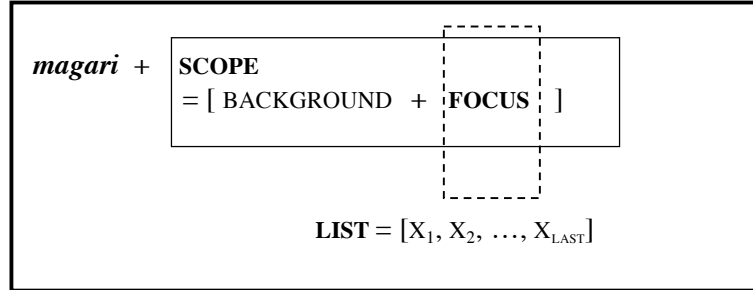 magari + SCOPE
= [ BACKGROUND + FOCUS ]
LIST = [X1, X2, …, XLAST]